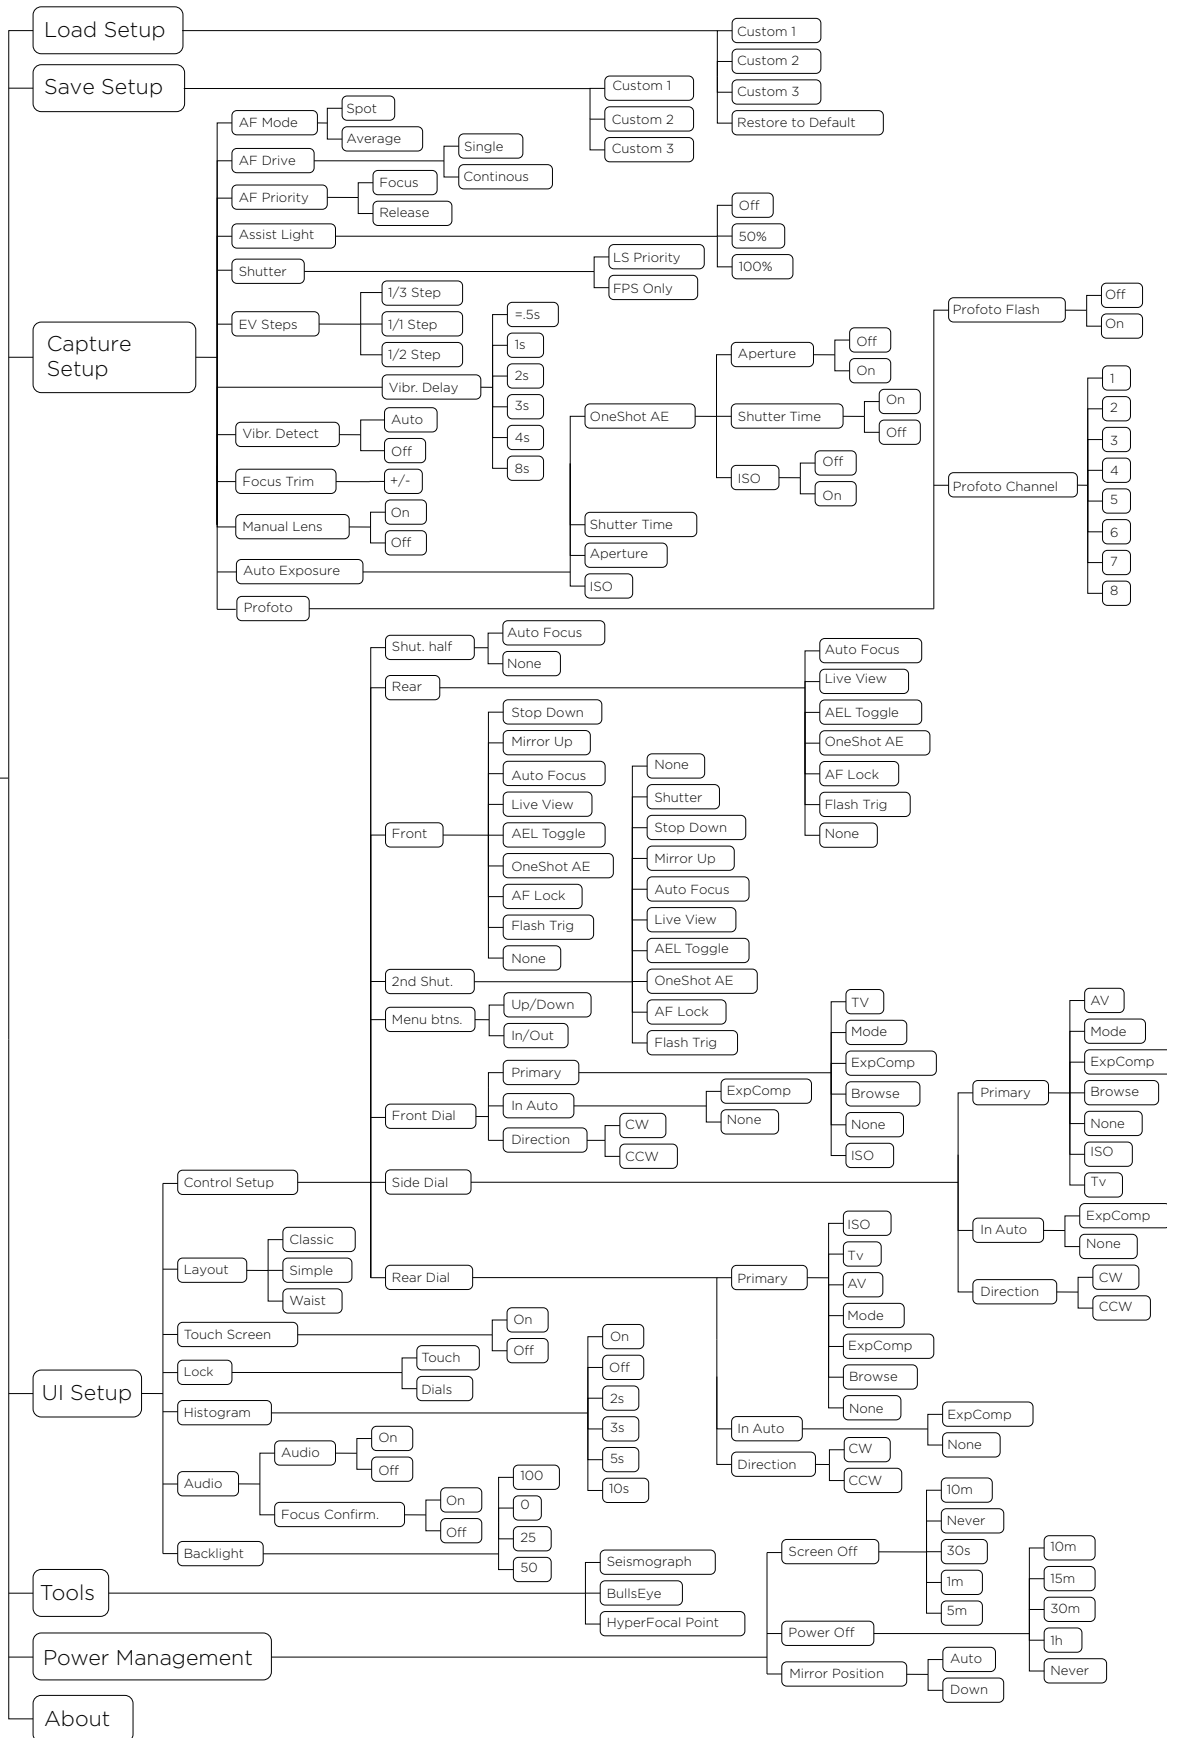 Load Setup
Custom 1
Custom 2
Custom 3
Restore to Default
Save Setup
Custom 1
Custom 2
Custom 3
Capture
Setup
AF Mode
Spot
Average
AF Drive
Single
Continous
AF Priority
Focus
Release
Assist Light
Off
50%
100%
Shutter
LS Priority
FPS Only
EV Steps
1/3 Step
1/1 Step
1/2 Step
Vibr. Delay
=.5s
1s
2s
3s
4s
8s
Vibr. Detect
Auto
Off
Focus Trim
+/-
Manual Lens
On
Off
Auto Exposure
OneShot AE
Aperture
Off
On
Shutter Time
On
Off
ISO
Off
On
Shutter Time
Aperture
ISO
Profoto
Profoto Flash
Off
On
Profoto Channel
1
2
3
4
5
6
7
8
UI Setup
Control Setup
Shut. half
Auto Focus
None
Rear
Auto Focus
Live View
AEL Toggle
OneShot AE
AF Lock
Flash Trig
None
Front
Stop Down
Mirror Up
Auto Focus
Live View
AEL Toggle
OneShot AE
AF Lock
Flash Trig
None
2nd Shut.
None
Shutter
Stop Down
Mirror Up
Auto Focus
Live View
AEL Toggle
OneShot AE
AF Lock
Flash Trig
Menu btns.
Up/Down
In/Out
Front Dial
Primary
TV
Mode
ExpComp
Browse
None
ISO
In Auto
ExpComp
None
Direction
CW
CCW
Side Dial
Primary
AV
Mode
ExpComp
Browse
None
ISO
Tv
In Auto
ExpComp
None
Direction
CW
CCW
Rear Dial
Primary
ISO
Tv
AV
Mode
ExpComp
Browse
None
In Auto
ExpComp
None
Direction
CW
CCW
Layout
Classic
Simple
Waist
Touch Screen
On
Off
Lock
Touch
Dials
Histogram
On
Off
2s
3s
5s
10s
Audio
Audio
On
Off
Focus Confirm.
On
Off
Backlight
100
0
25
50
Tools
Seismograph
BullsEye
HyperFocal Point
Power Management
Screen Off
10m
Never
30s
1m
5m
Power Off
10m
15m
30m
1h
Never
Mirror Position
Auto
Down
About